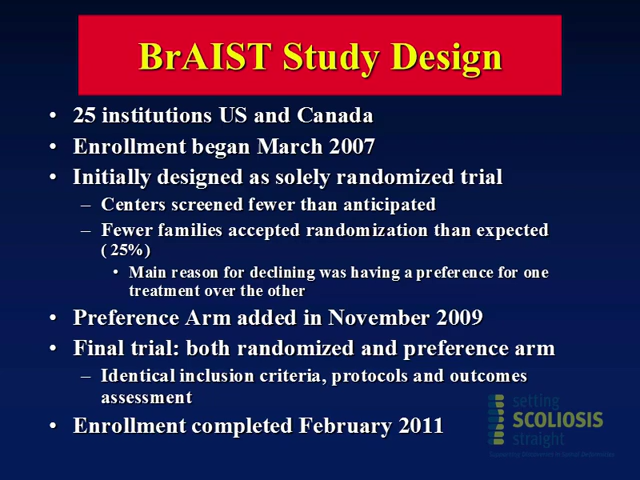 BrAIST Study Design
• 25 institutions US and Canada
• Enrollment began March 2007
• Initially designed as solely randomized trial
– Centers screened fewer than anticipated
– Fewer families accepted randomization than expected
( 25%)
• Main reason for declining was having a preference for one
treatment over the other
• Preference Arm added in November 2009
• Final trial: both randomized and preference arm
– Identical inclusion criteria, protocols and outcomes
assessment
• Enrollment completed February 2011
setting
SCOLIOSIS
straight